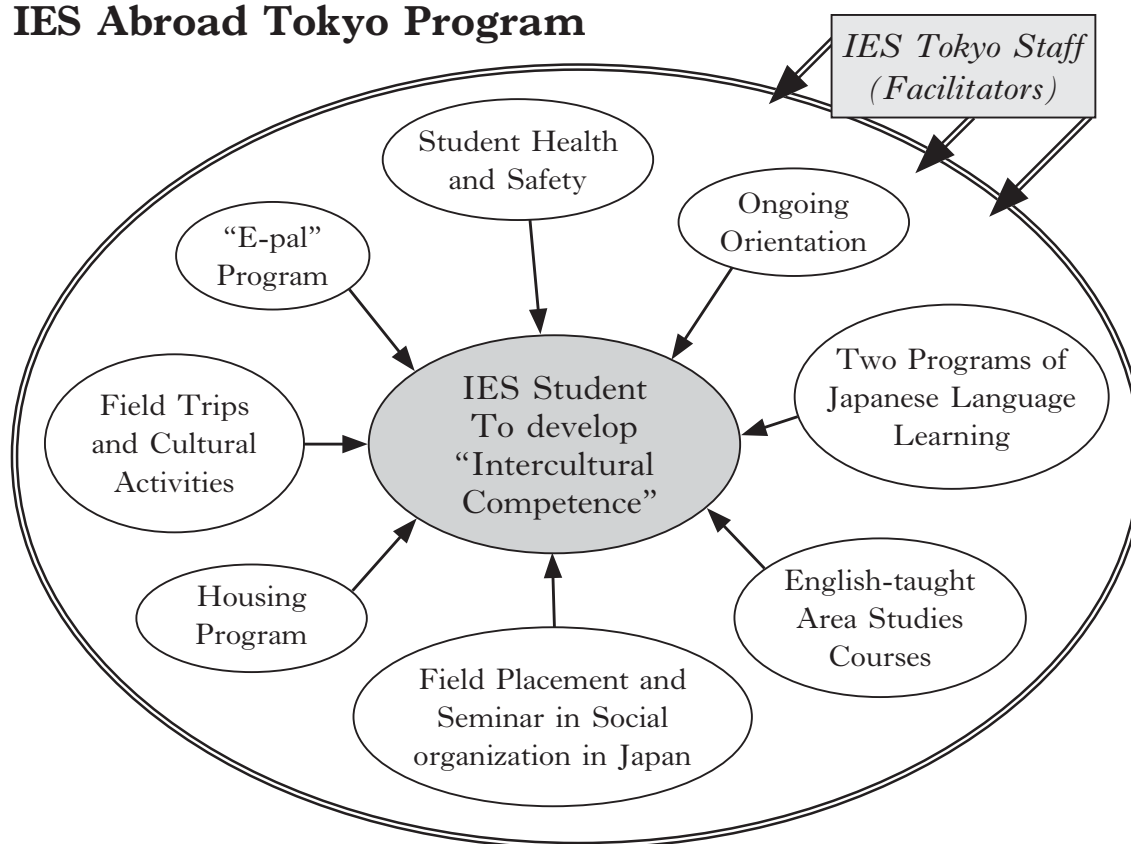 IES Abroad Tokyo Program
IES Tokyo Staff
(Facilitators)
Student Health
and Safety
Ongoing
Orientation
“E-pal”
Program
Two Programs of
Japanese Language
Learning
Field Trips
and Cultural
Activities
IES Student
To develop
“Intercultural
Competence”
Housing
Program
English-taught
Area Studies
Courses
Field Placement and
Seminar in Social
organization in Japan